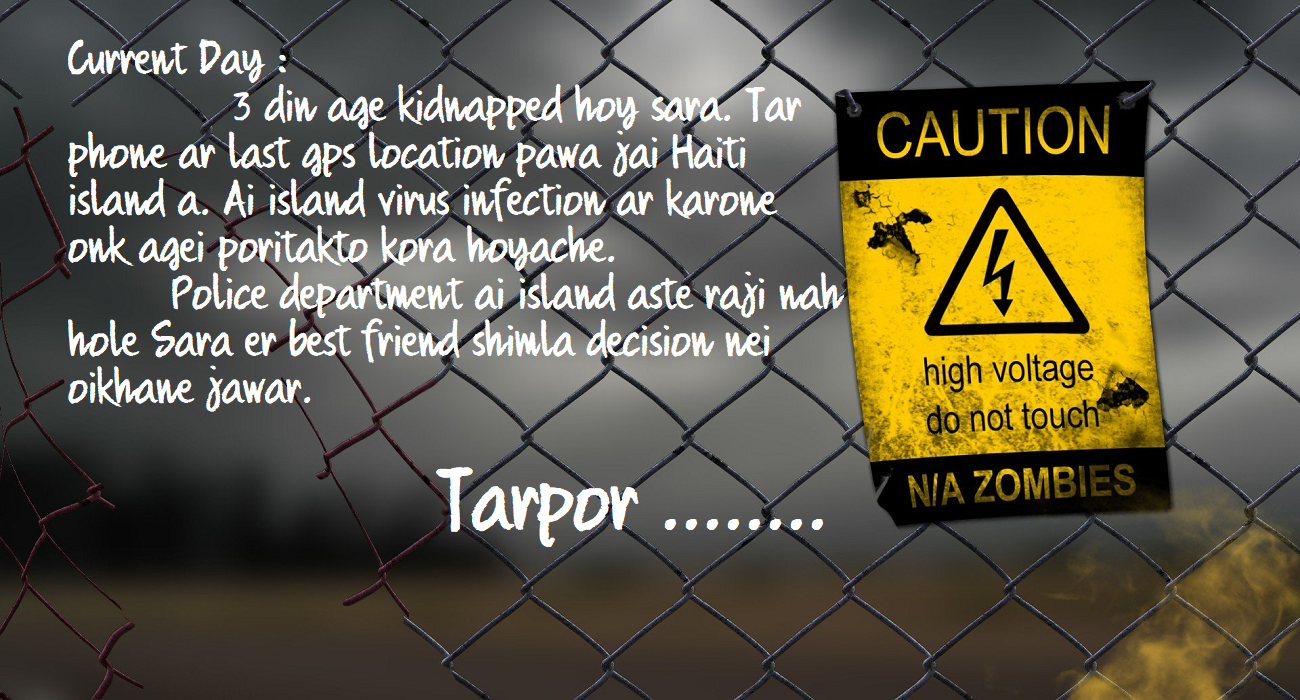 Current Day :
3 din age kidnapped hoy sara. Tar
phone ar last gps location pawa jai Haiti
island a. Ai island virus infection ar karone
onk agei poritakto kora hoyache.
Police department ai island aste raji nah
hole Sara er best friend shimla decision nei
oikhane jawar.
Tarpor ........
CAUTION
high voltage
do not touch
N/A ZOMBIES